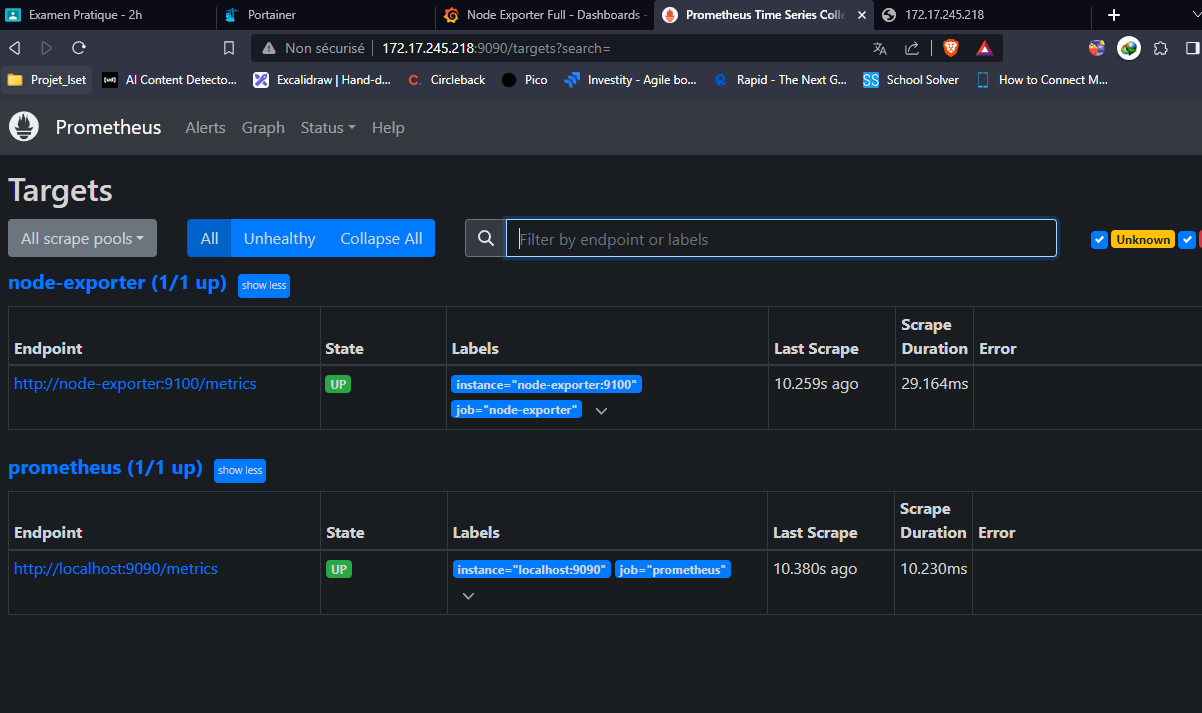 Examen Pratique - 2h
Portainer
Node Exporter Full - Dashboards -
Prometheus Time Series Colle
172.17.245.218
Non sécurisé 172.17.245.218:9090/targets?search=
Projet_Iset AI Content Detecto... Excalidraw | Hand-d... Circleback Pico Investity - Agile bo... Rapid - The Next G... School Solver How to Connect M...
Prometheus Alerts Graph Status Help
Targets
All scrape pools All Unhealthy Collapse All Filter by endpoint or labels Unknown
node-exporter (1/1 up) show less
Endpoint State Labels Last Scrape Scrape Duration Error
http://node-exporter:9100/metrics UP instance="node-exporter:9100" 10.259s ago 29.164ms
job="node-exporter"
prometheus (1/1 up) show less
Endpoint State Labels Last Scrape Scrape Duration Error
http://localhost:9090/metrics UP instance="localhost:9090" job="prometheus" 10.380s ago 10.230ms